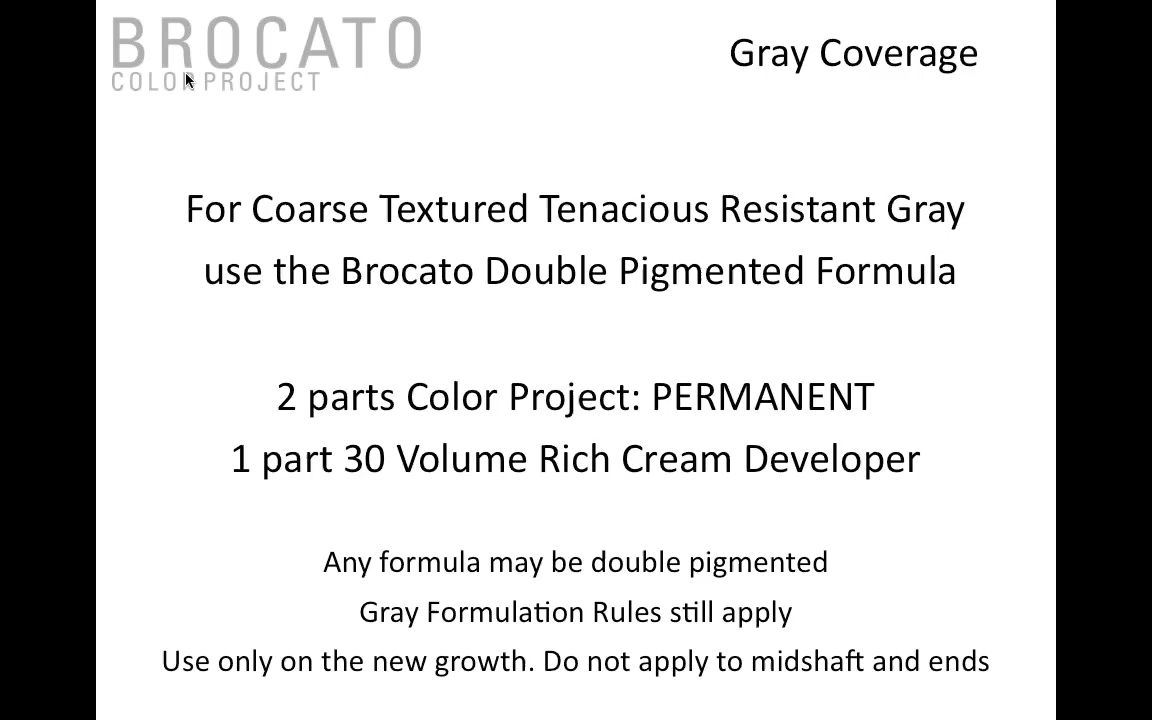 BROCATO
COLOR PROJECT
Gray Coverage
For Coarse Textured Tenacious Resistant Gray
use the Brocato Double Pigmented Formula
2 parts Color Project: PERMANENT
1 part 30 Volume Rich Cream Developer
Any formula may be double pigmented
Gray Formulation Rules still apply
Use only on the new growth. Do not apply to midshaft and ends